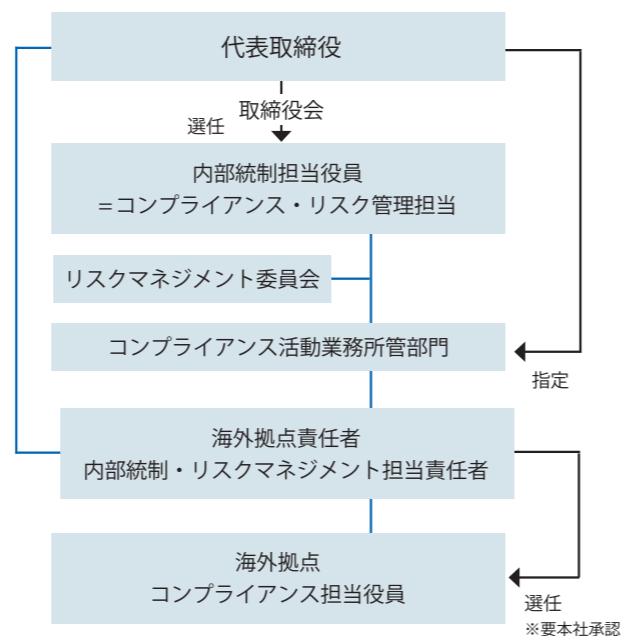 代表取締役
取締役会
選任
内部統制担当役員
＝コンプライアンス・リスク管理担当
リスクマネジメント委員会
コンプライアンス活動業務所管部門
指定
海外拠点責任者
内部統制・リスクマネジメント担当責任者
海外拠点
コンプライアンス担当役員
選任
※要本社承認